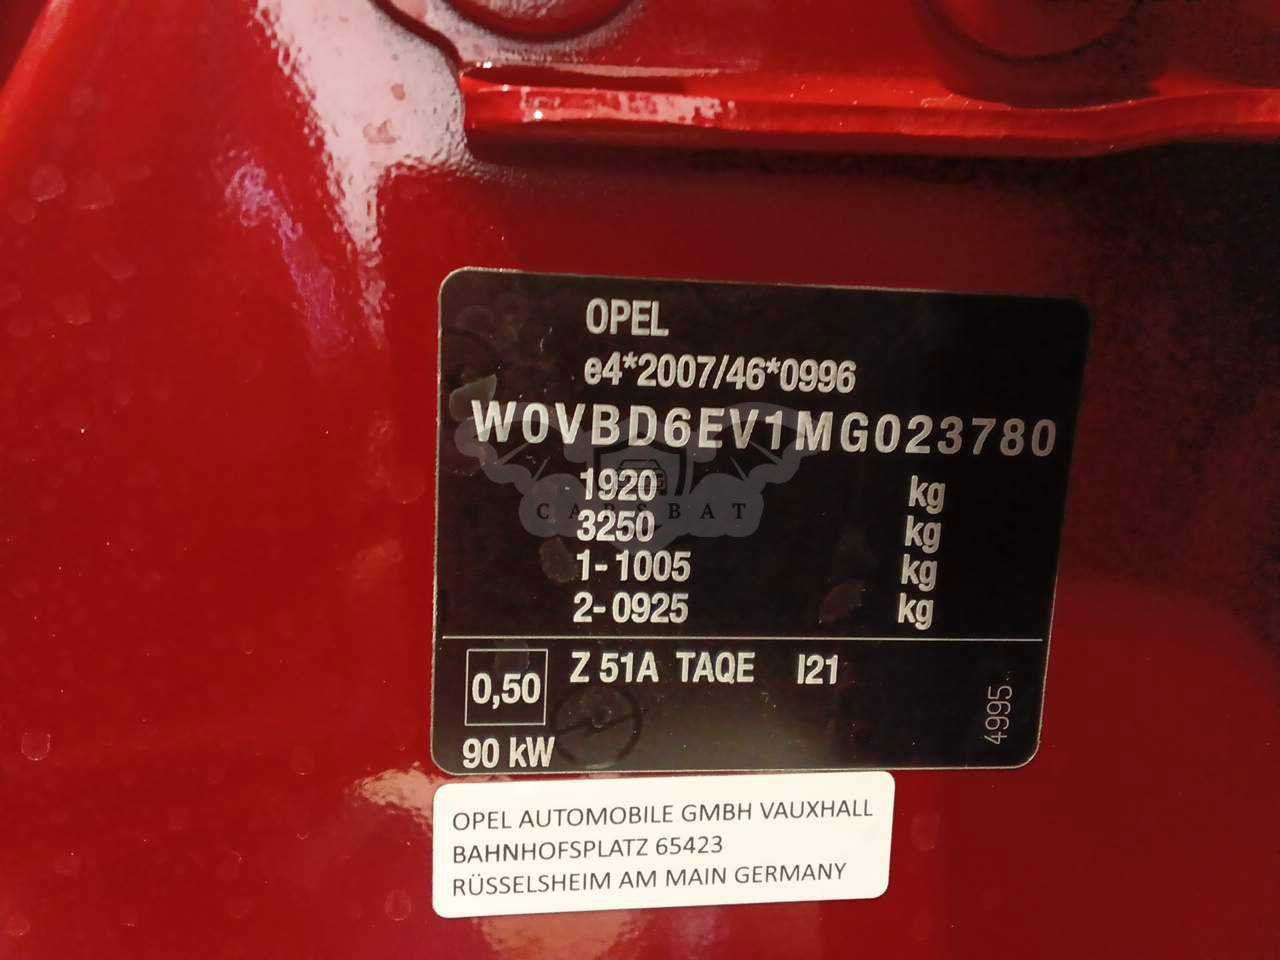 OPEL
e4*2007/46*0996
W0VBD6EV1MG023780
1920 kg
CARSBAT
3250 kg
1-1005 kg
2-0925 kg
0,50 Z 51A TAQE I21
4995
90 kW
OPEL AUTOMOBILE GMBH VAUXHALL
BAHNHOFSPLATZ 65423
RÜSSELSHEIM AM MAIN GERMANY